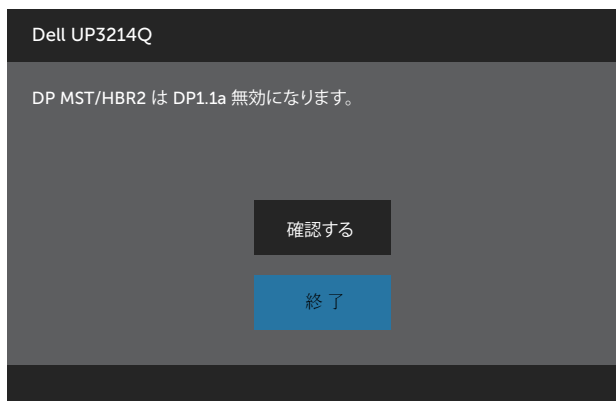 Dell UP3214Q
DP MST/HBR2 は DP1.1a 無効になります。
確認する
終了